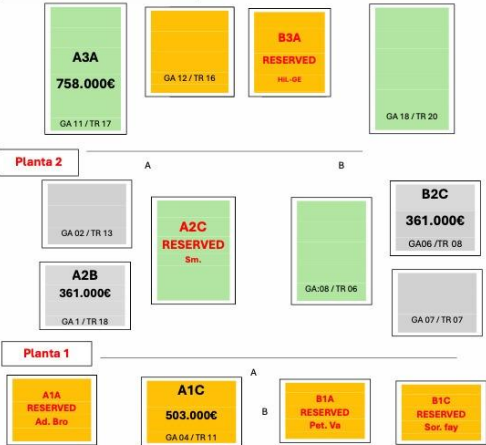 A3A
758.000€
GA 11 / TR 17
GA 12 / TR 16
B3A
RESERVED
HIL-GE
GA 18 / TR 20
Planta 2
A
B
GA 02 / TR 13
A2C
RESERVED
Sm.
GA:08 / TR 06
B2C
361.000€
GA06 /TR 08
A2B
361.000€
GA 1 / TR 18
GA 07 / TR 07
Planta 1
A
B
A1A
RESERVED
Ad. Bro
A1C
503.000€
GA 04 / TR 11
B1A
RESERVED
Pet. Va
B1C
RESERVED
Sor. fay